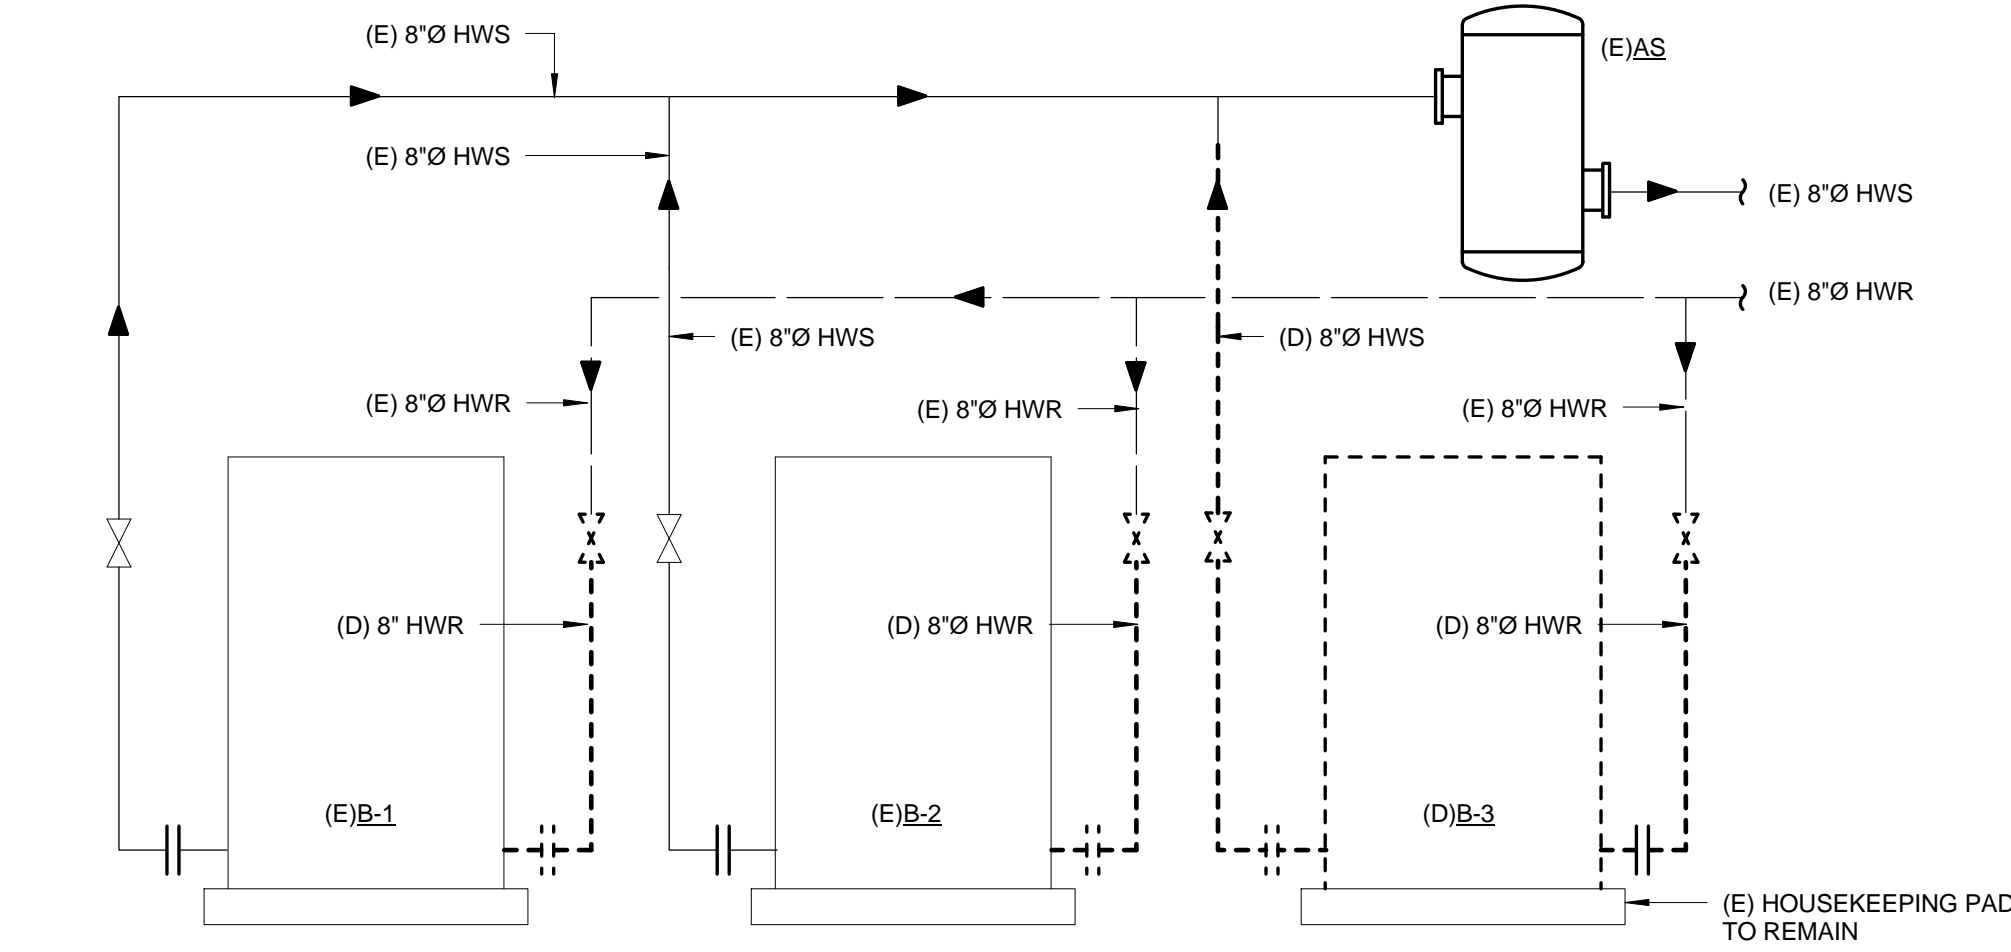 (E) 8"Ø HWS
(E)AS
(E) 8"Ø HWS
(E) 8"Ø HWS
(E) 8"Ø HWR
(E) 8"Ø HWS
(D) 8"Ø HWS
(E) 8"Ø HWR
(E) 8"Ø HWR
(E) 8"Ø HWR
(D) 8" HWR
(D) 8"Ø HWR
(D) 8"Ø HWR
(E)B-1
(E)B-2
(D)B-3
(E) HOUSEKEEPING PAD
TO REMAIN